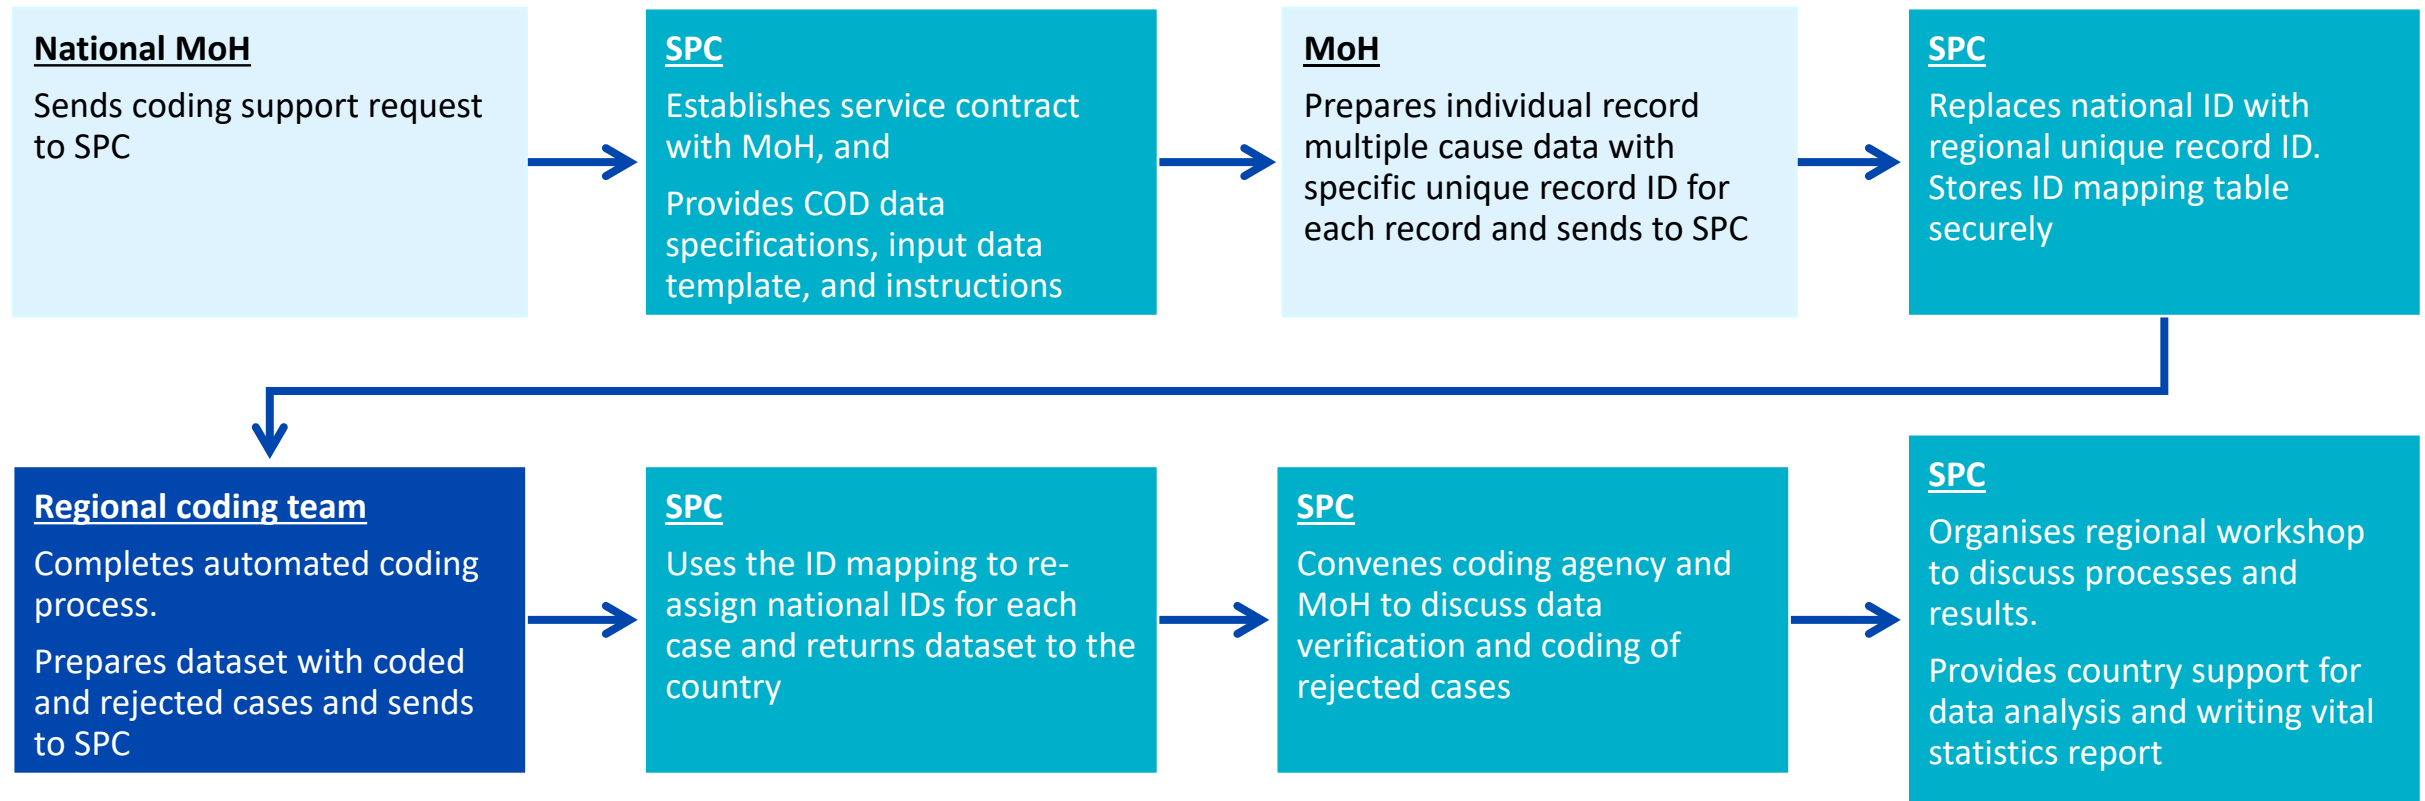 National MoH
Sends coding support request
to SPC
SPC
Establishes service contract
with MoH, and
Provides COD data
specifications, input data
template, and instructions
MoH
Prepares individual record
multiple cause data with
specific unique record ID for
each record and sends to SPC
SPC
Replaces national ID with
regional unique record ID.
Stores ID mapping table
securely
Regional coding team
Completes automated coding
process.
Prepares dataset with coded
and rejected cases and sends
to SPC
SPC
Uses the ID mapping to re-
assign national IDs for each
case and returns dataset to the
country
SPC
Convenes coding agency and
MoH to discuss data
verification and coding of
rejected cases
SPC
Organises regional workshop
to discuss processes and
results.
Provides country support for
data analysis and writing vital
statistics report